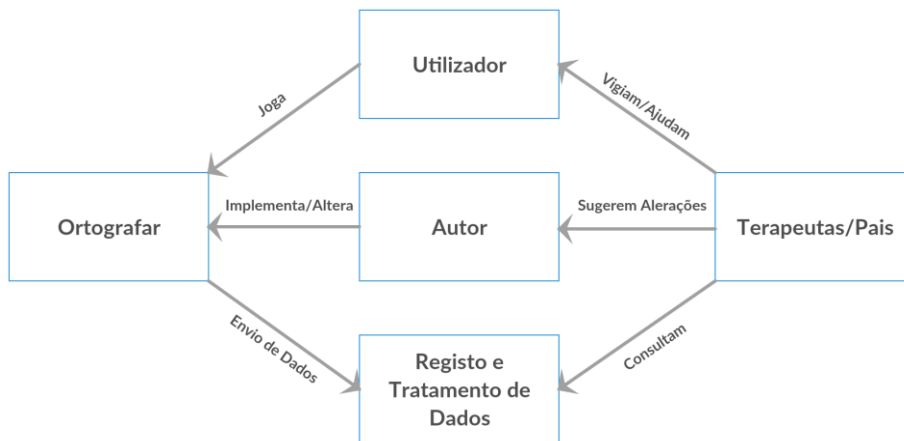 Utilizador
Joga
Vigiam/Ajudam
Ortografar
Implementa/Altera
Autor
Sugerem Alerações
Terapeutas/Pais
Envio de Dados
Registo e
Tratamento de
Dados
Consultam